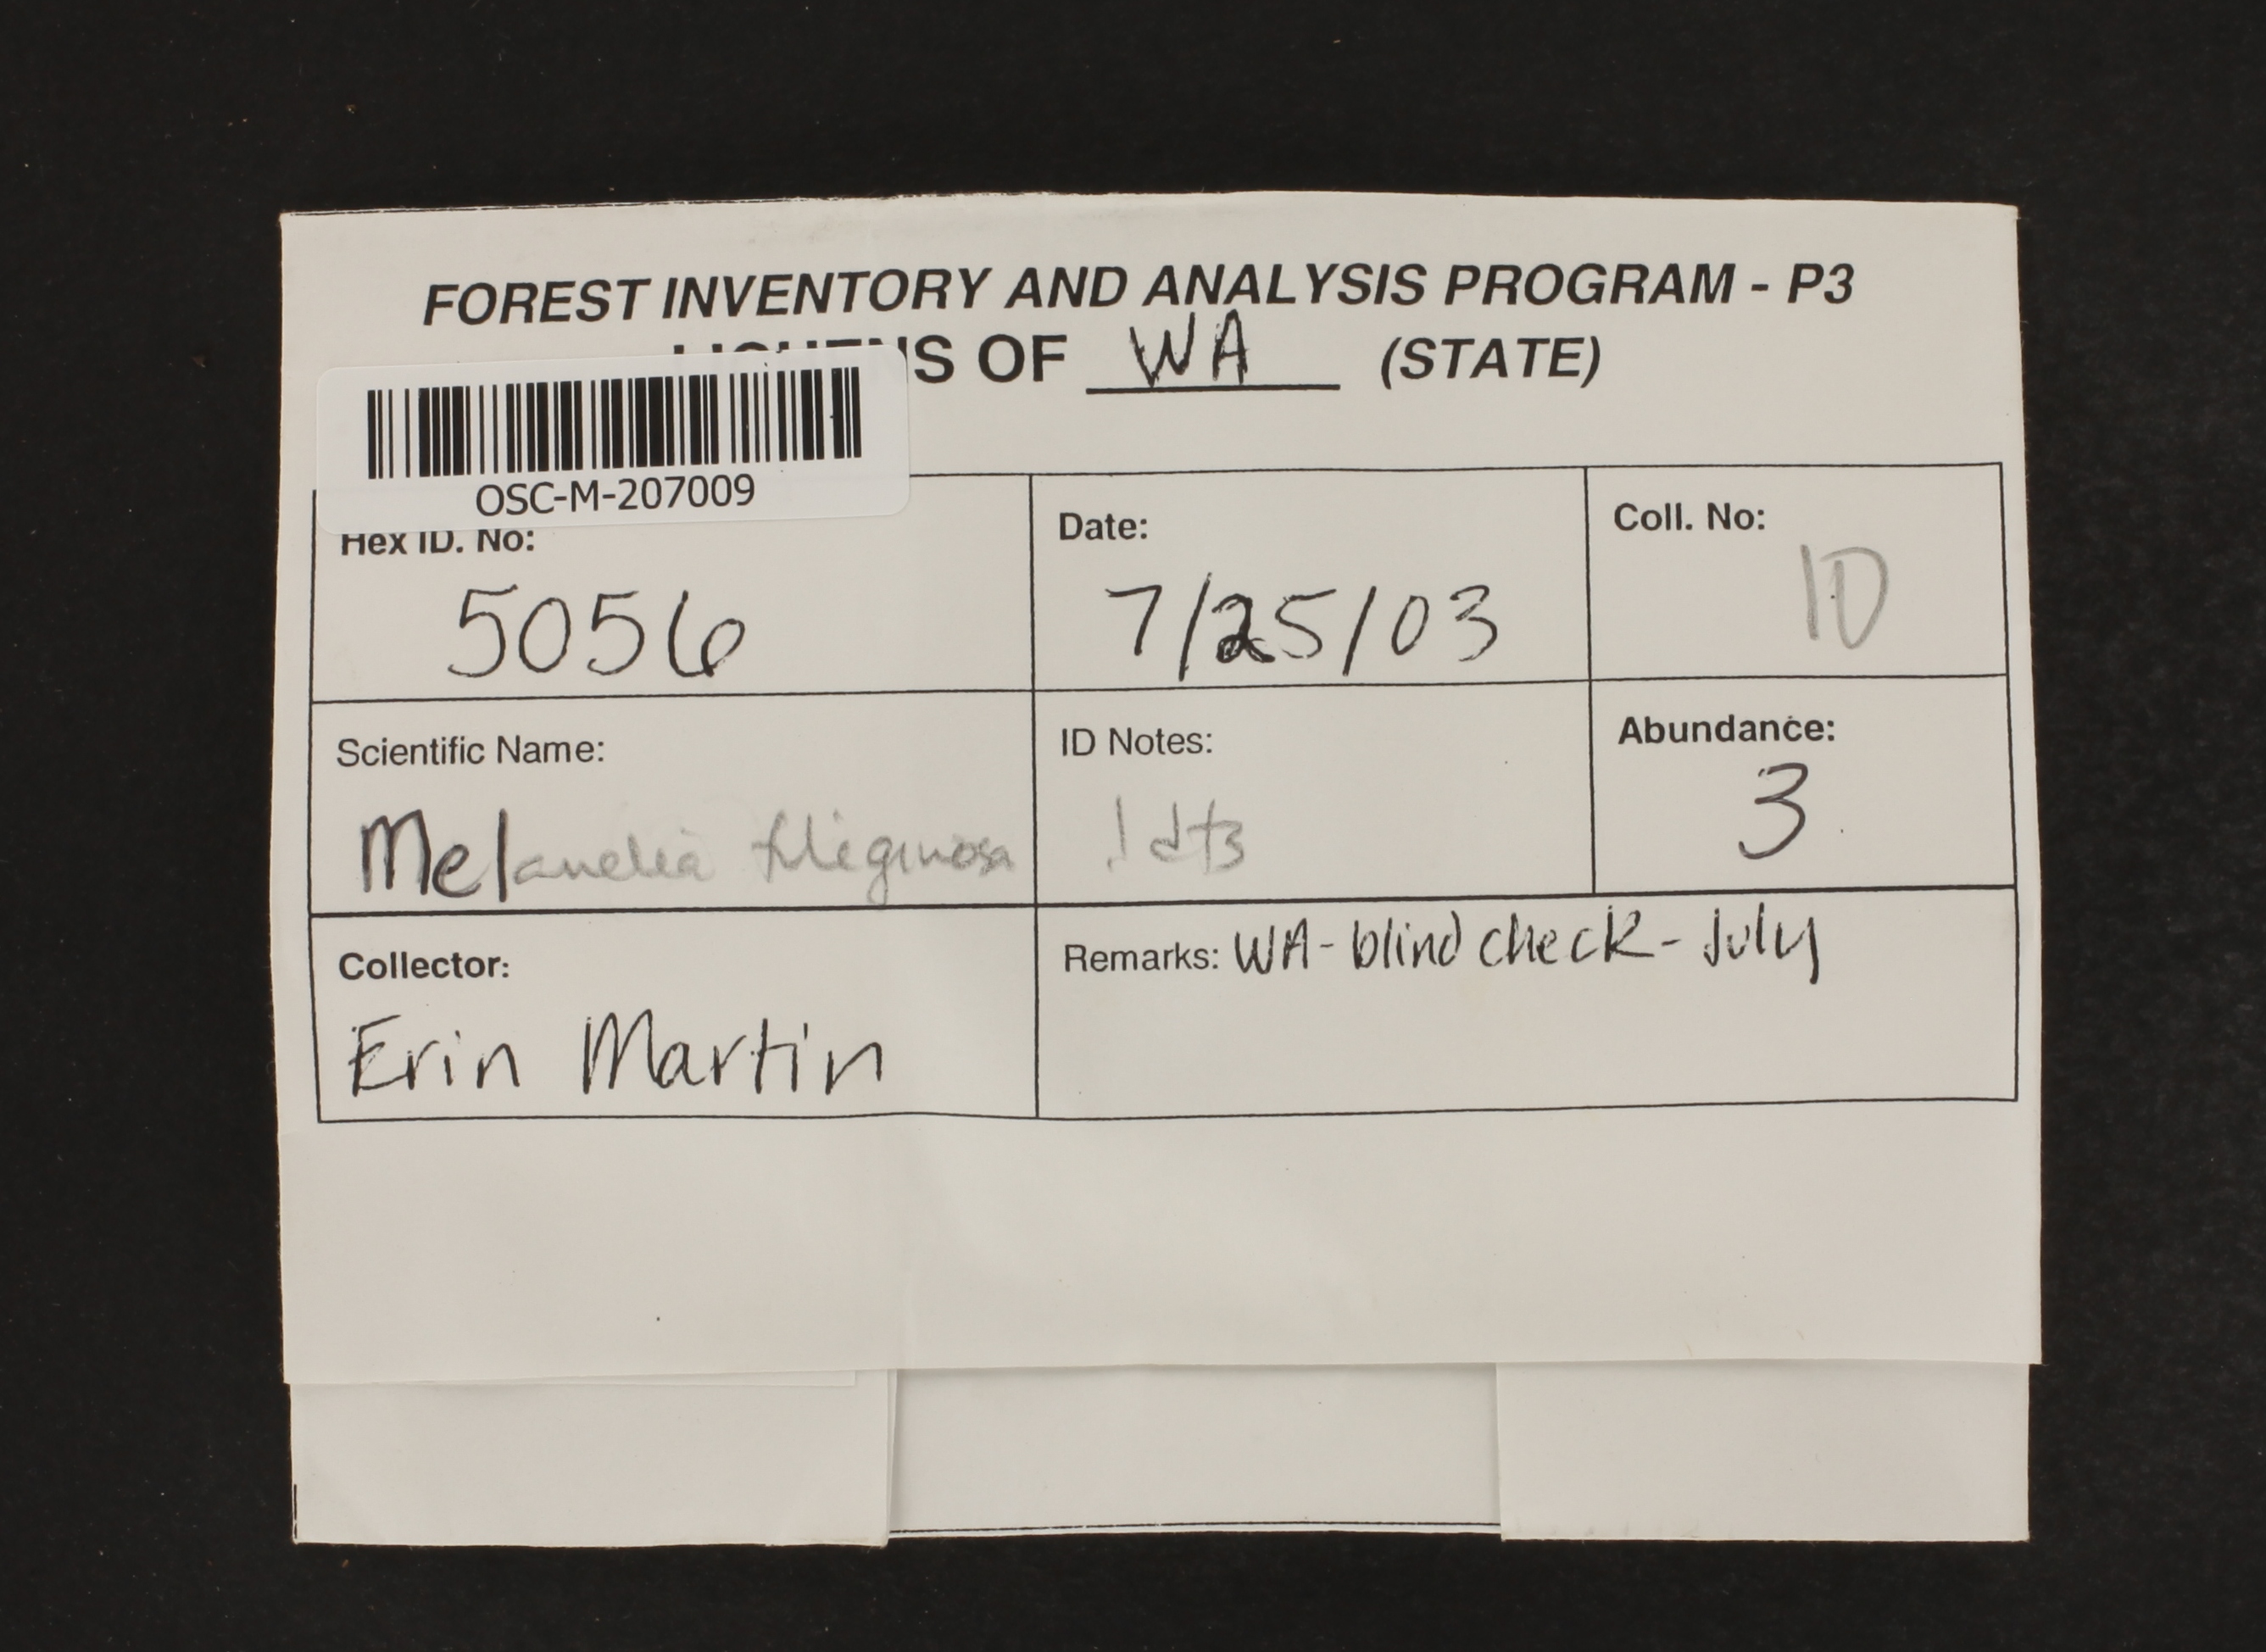 FOREST INVENTORY AND ANALYSIS PROGRAM - P3
LICHENS OF WA (STATE)
OSC-M-207009
Hex ID. No: Date: Coll. No:
5056 7/25/03 10
Scientific Name: ID Notes: Abundance:
Melanelia fuliginosa 3
Collector: Remarks: WA-blind check-July
Erin Martin